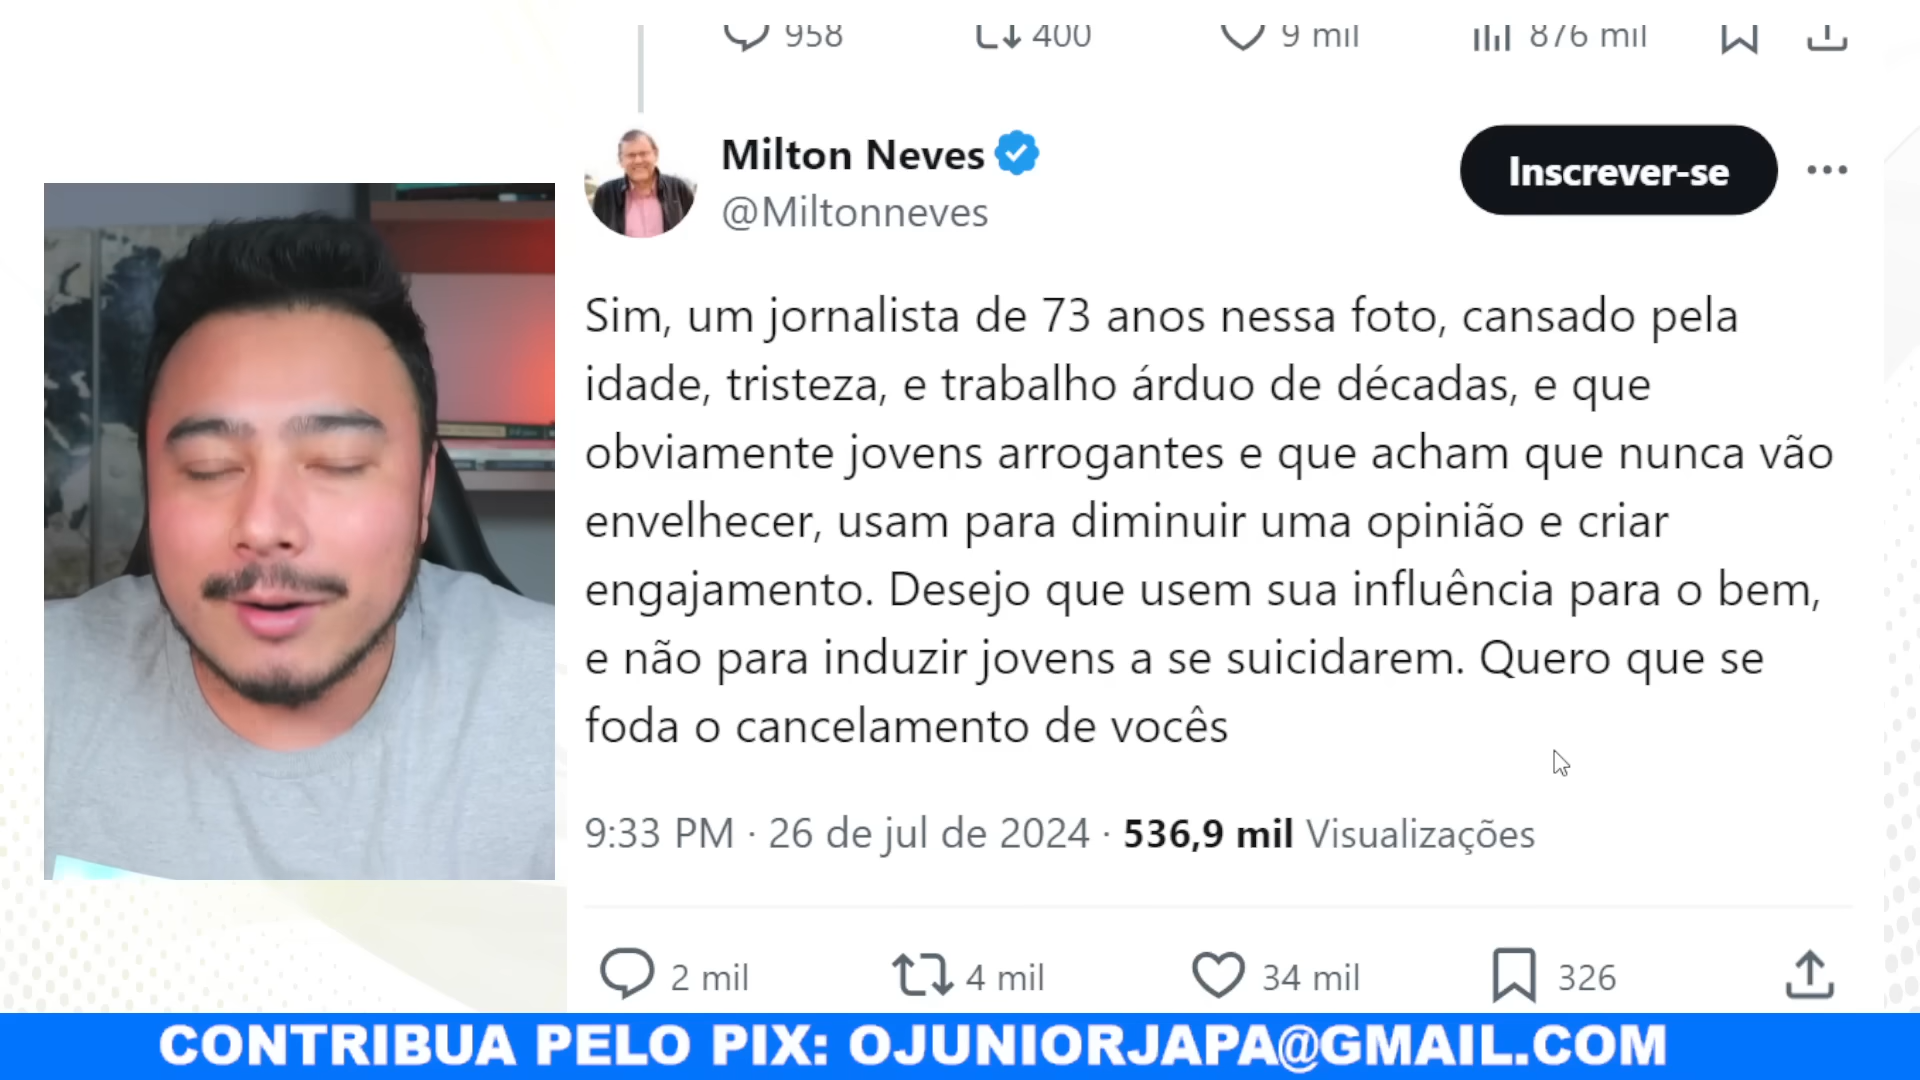 958 400 9 mil 876 mil
Milton Neves
@Miltonneves
Inscrever-se
Sim, um jornalista de 73 anos nessa foto, cansado pela
idade, tristeza, e trabalho árduo de décadas, e que
obviamente jovens arrogantes e que acham que nunca vão
envelhecer, usam para diminuir uma opinião e criar
engajamento. Desejo que usem sua influência para o bem,
e não para induzir jovens a se suicidarem. Quero que se
foda o cancelamento de vocês
9:33 PM · 26 de jul de 2024 · 536,9 mil Visualizações
2 mil 4 mil 34 mil 326
CONTRIBUA PELO PIX: OJUNIORJAPA@GMAIL.COM